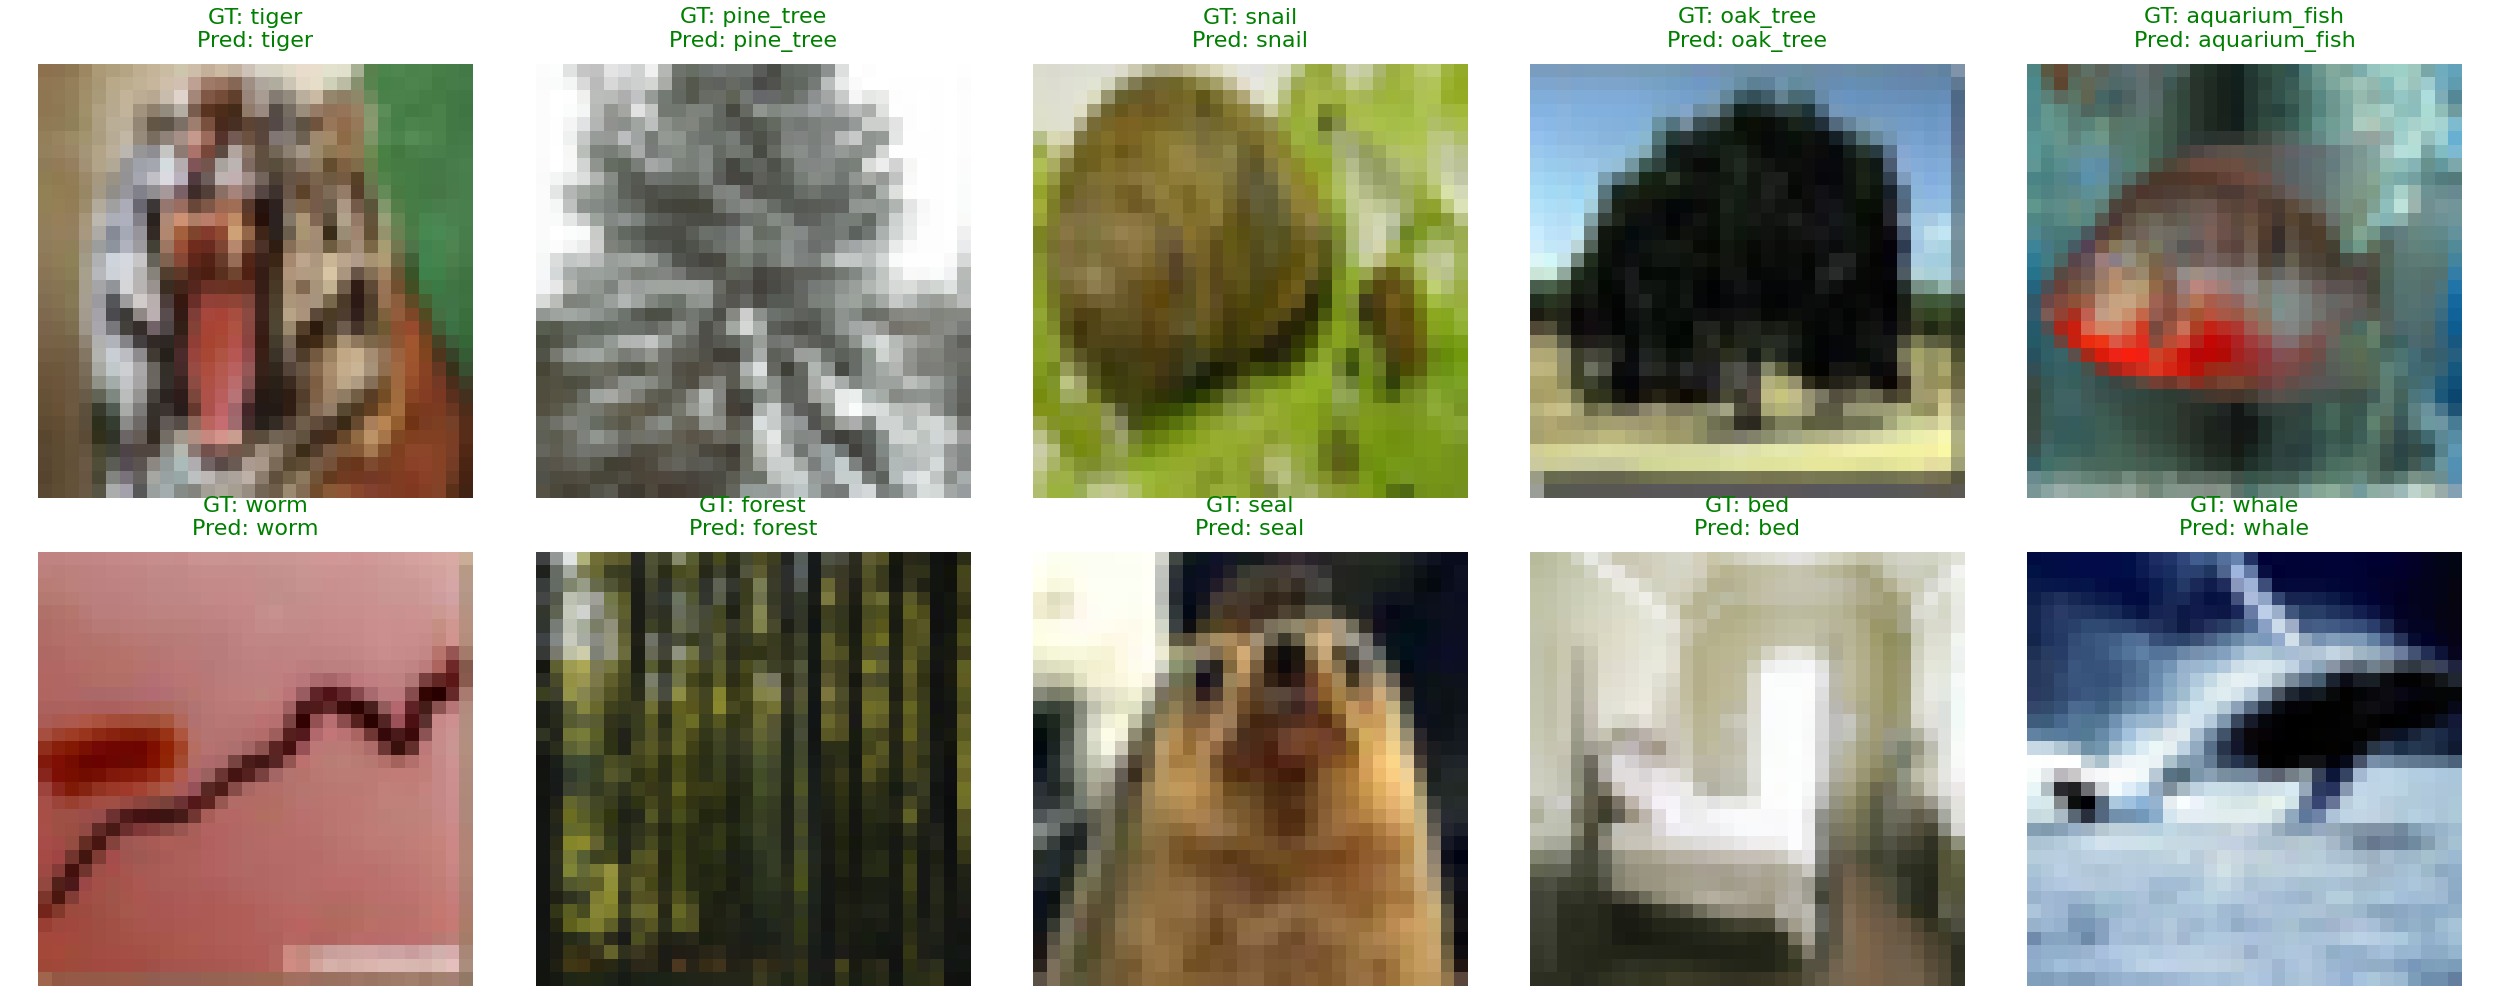 GT: tiger
Pred: tiger
GT: pine_tree
Pred: pine_tree
GT: snail
Pred: snail
GT: oak_tree
Pred: oak_tree
GT: aquarium_fish
Pred: aquarium_fish
GT: worm
Pred: worm
GT: forest
Pred: forest
GT: seal
Pred: seal
GT: bed
Pred: bed
GT: whale
Pred: whale